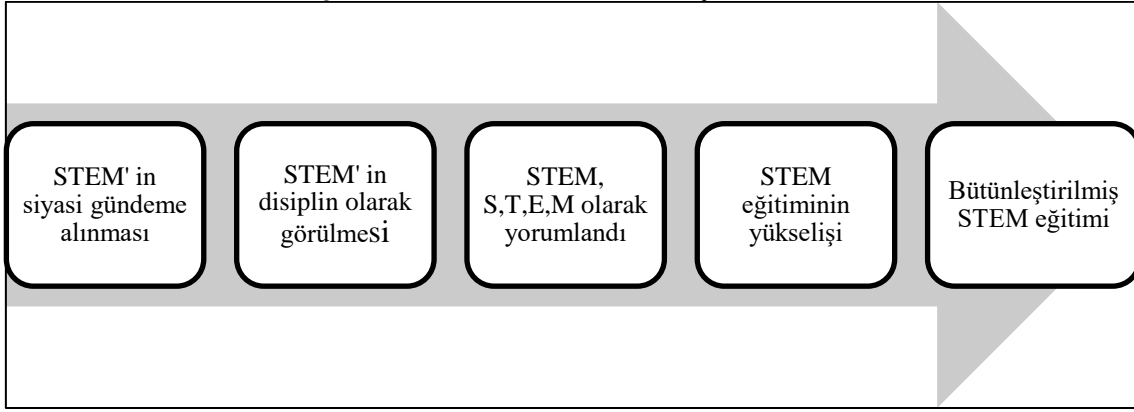 STEM' in
siyasi gündeme
alınması
STEM' in
disiplin olarak
görülmesi
STEM,
S,T,E,M olarak
yorumlandı
STEM
eğitiminin
yükselişi
Bütünleştirilmiş
STEM eğitimi